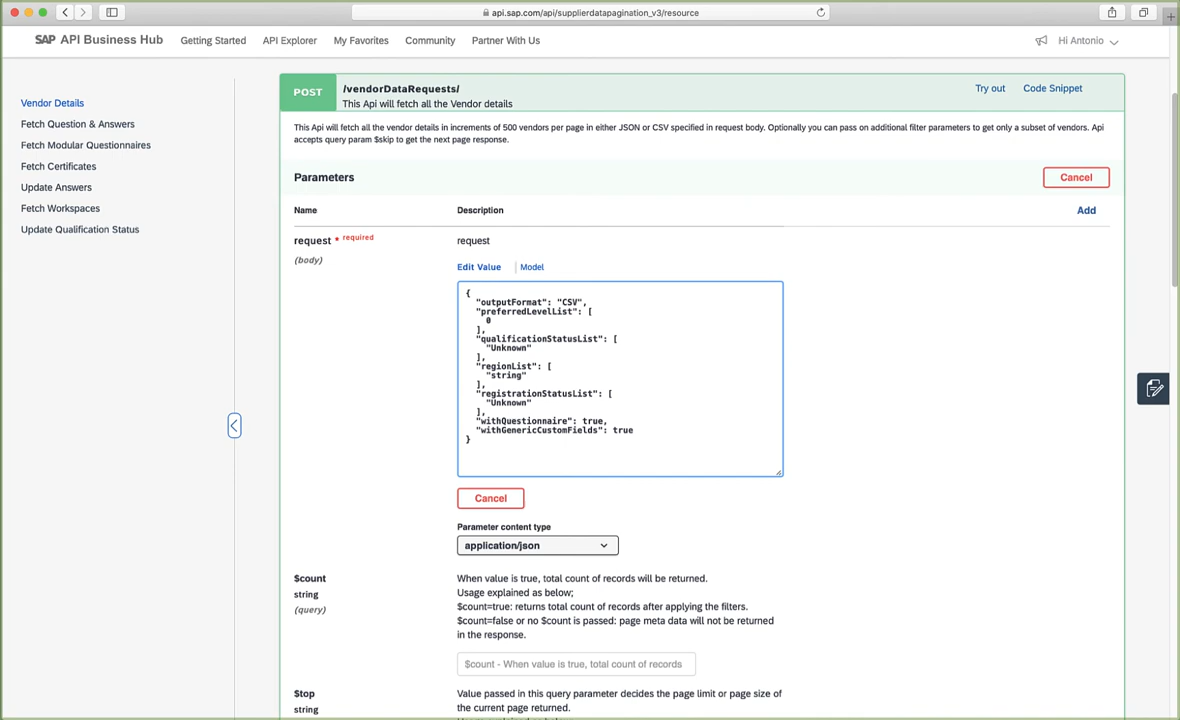 api.sap.com/api/supplierdatapagination_v3/resource
SAP API Business Hub Getting Started API Explorer My Favorites Community Partner With Us Hi Antonio
Vendor Details
Fetch Question & Answers
Fetch Modular Questionnaires
Fetch Certificates
Update Answers
Fetch Workspaces
Update Qualification Status
POST /vendorDataRequests/ Try out Code Snippet
This Api will fetch all the Vendor details
This Api will fetch all the vendor details in increments of 500 vendors per page in either JSON or CSV specified in request body. Optionally you can pass on additional filter parameters to get only a subset of vendors. Api
accepts query param $skip to get the next page response.
Parameters Cancel
Name Description Add
request * required request
(body)
Edit Value Model
{
"outputFormat": "CSV",
"preferredLevelList": [
0
],
"qualificationStatusList": [
"Unknown"
],
"regionList": [
"string"
],
"registrationStatusList": [
"Unknown"
],
"withQuestionnaire": true,
"withGenericCustomFields": true
}
Cancel
Parameter content type
application/json
$count When value is true, total count of records will be returned.
string Usage explained as below;
(query) $count=true: returns total count of records after applying the filters.
$count=false or no $count is passed: page meta data will not be returned
in the response.
$count - When value is true, total count of records
$top Value passed in this query parameter decides the page limit or page size of
string the current page returned.